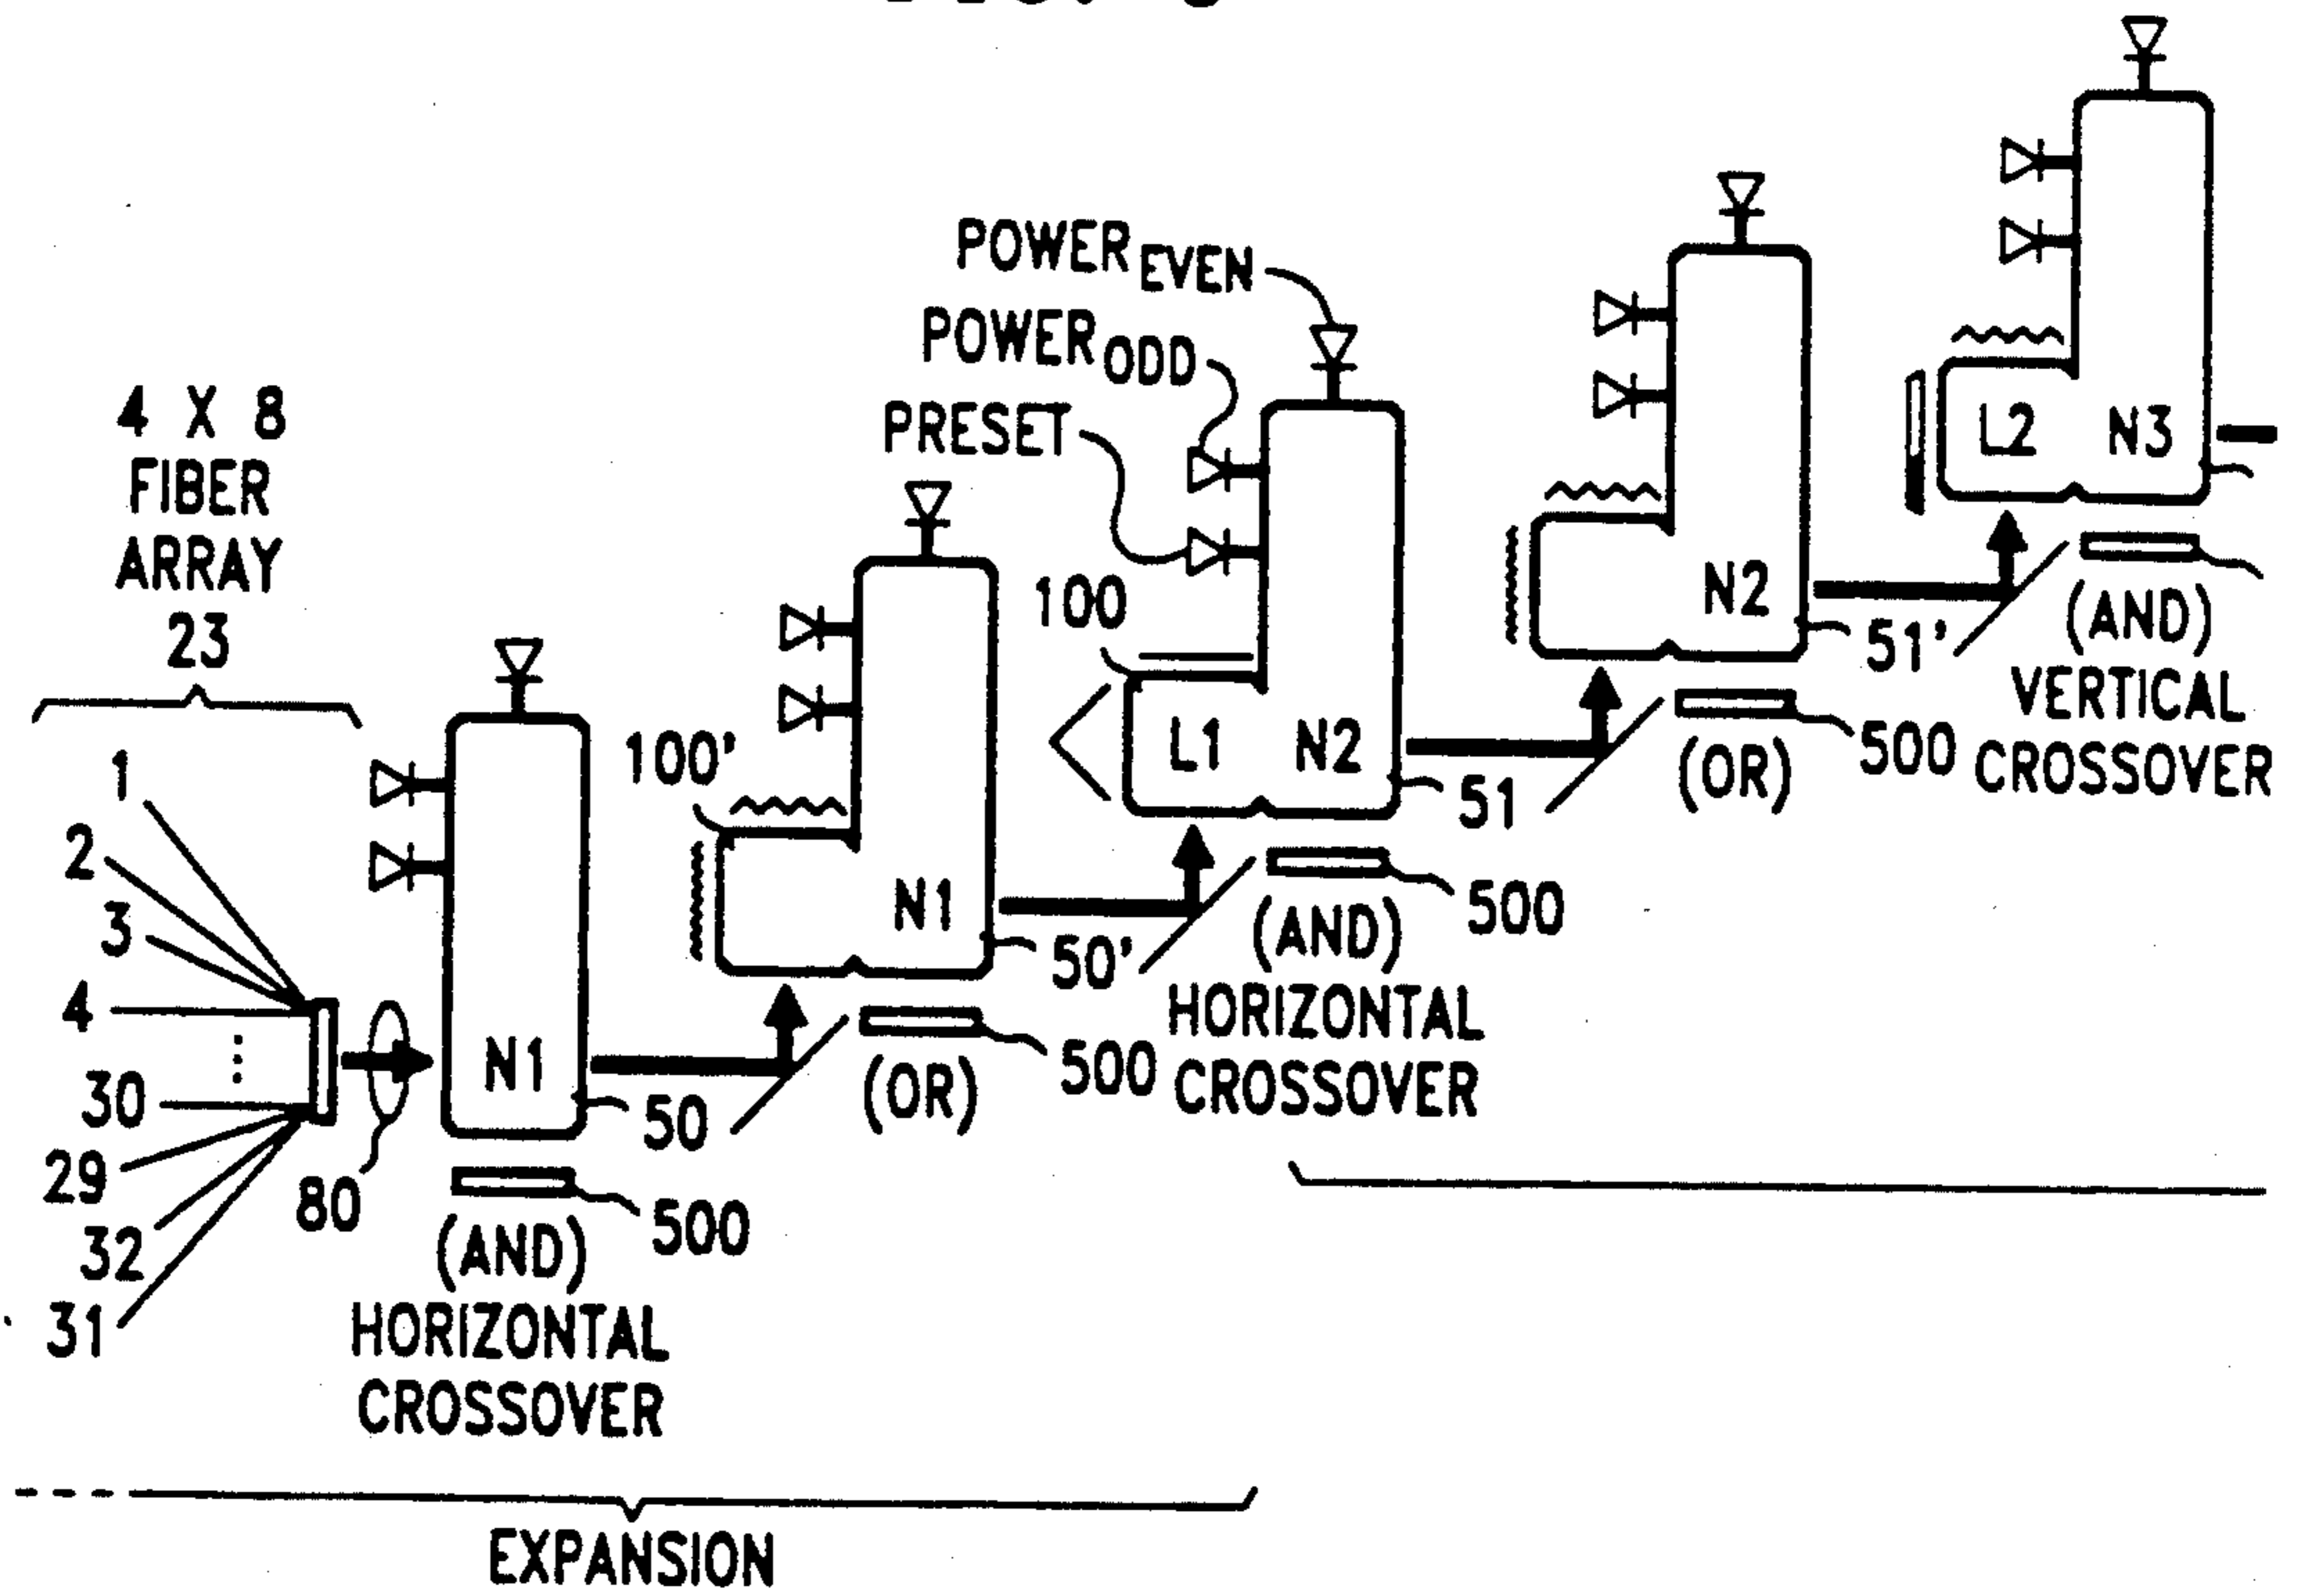 POWER EVEN
POWER ODD
PRESET
4 X 8
FIBER
ARRAY
23
1
2
3
4
30
29
32
31
80
N1
50
500
(AND)
HORIZONTAL
CROSSOVER
100'
N1
50'
500
(OR)
100
L1 N2
51
500
(AND)
HORIZONTAL
CROSSOVER
N2
51'
500
(OR)
L2 N3
(AND)
VERTICAL
CROSSOVER
EXPANSION